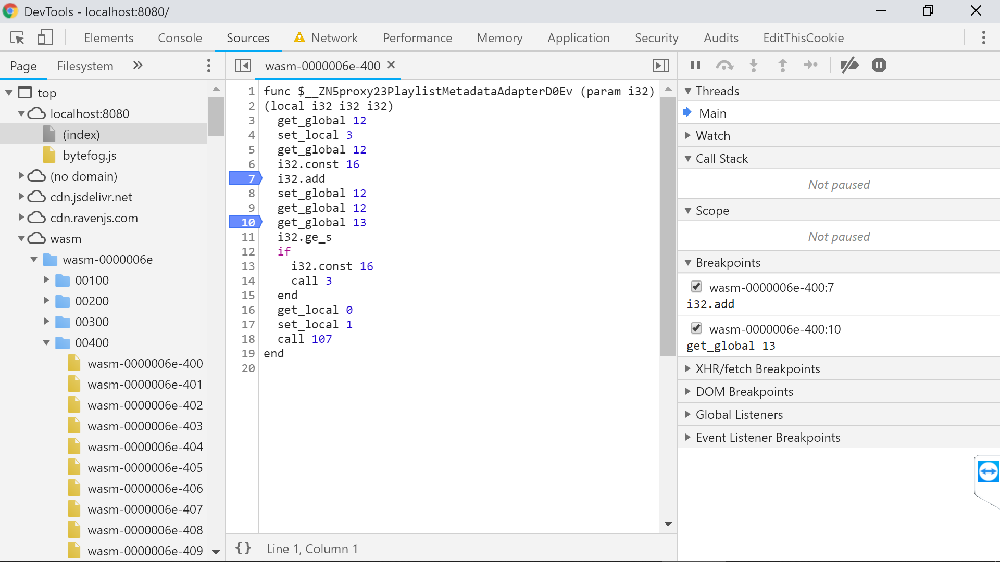 DevTools - localhost:8080/
Elements Console Sources Network Performance Memory Application Security Audits EditThisCookie
Page Filesystem
top
localhost:8080
(index)
bytefog.js
(no domain)
cdn.jsdelivr.net
cdn.ravenjs.com
wasm
wasm-0000006e
00100
00200
00300
00400
wasm-0000006e-400
wasm-0000006e-401
wasm-0000006e-402
wasm-0000006e-403
wasm-0000006e-404
wasm-0000006e-405
wasm-0000006e-406
wasm-0000006e-407
wasm-0000006e-408
wasm-0000006e-409
wasm-0000006e-400
1 func $__ZN5proxy23PlaylistMetadataAdapterD0Ev (param i32)
2 (local i32 i32 i32)
3 get_global 12
4 set_local 3
5 get_global 12
6 i32.const 16
7 i32.add
8 set_global 12
9 get_global 12
10 get_global 13
11 i32.ge_s
12 if
13 i32.const 16
14 call 3
15 end
16 get_local 0
17 set_local 1
18 call 107
19 end
20
{} Line 1, Column 1
Threads
Main
Watch
Call Stack
Not paused
Scope
Not paused
Breakpoints
wasm-0000006e-400:7
i32.add
wasm-0000006e-400:10
get_global 13
XHR/fetch Breakpoints
DOM Breakpoints
Global Listeners
Event Listener Breakpoints